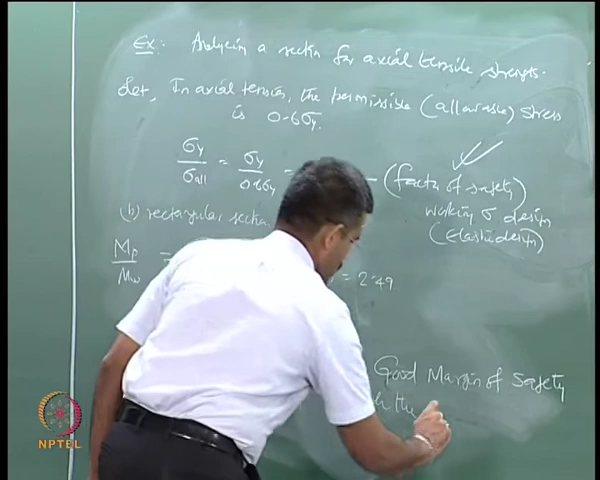 Ex: Analysis a section for axial tensile strength.
Let, In axial tension, the permissible (allowable) stress
is 0.6σy.
σy/σall = σy/0.6σy = (factor of safety)
working σ design
(Elastic design)
(b) rectangular section.
Mp/Mw = = 2.49
Good Margin of Safety
the
NPTEL